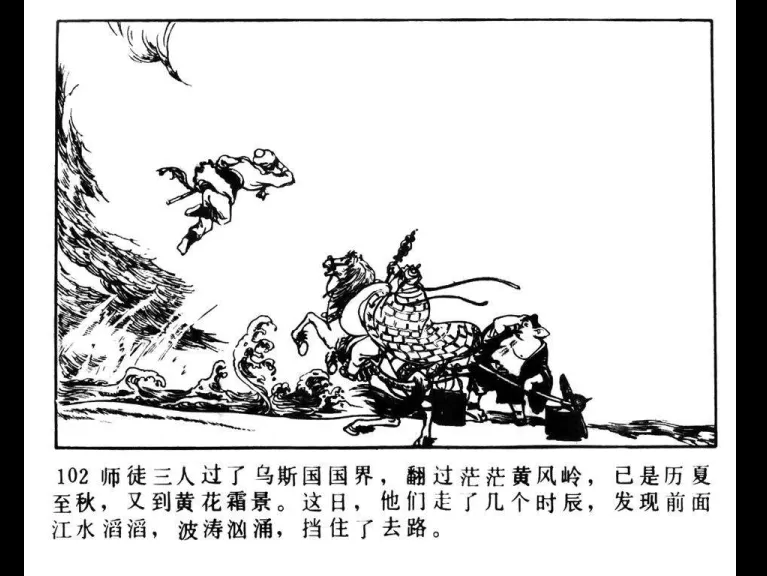 102 师徒三人过了乌斯国国界，翻过茫茫黄风岭，已是历夏
至秋，又到黄花霜景。这日，他们走了几个时辰，发现前面
江水滔滔，波涛汹涌，挡住了去路。